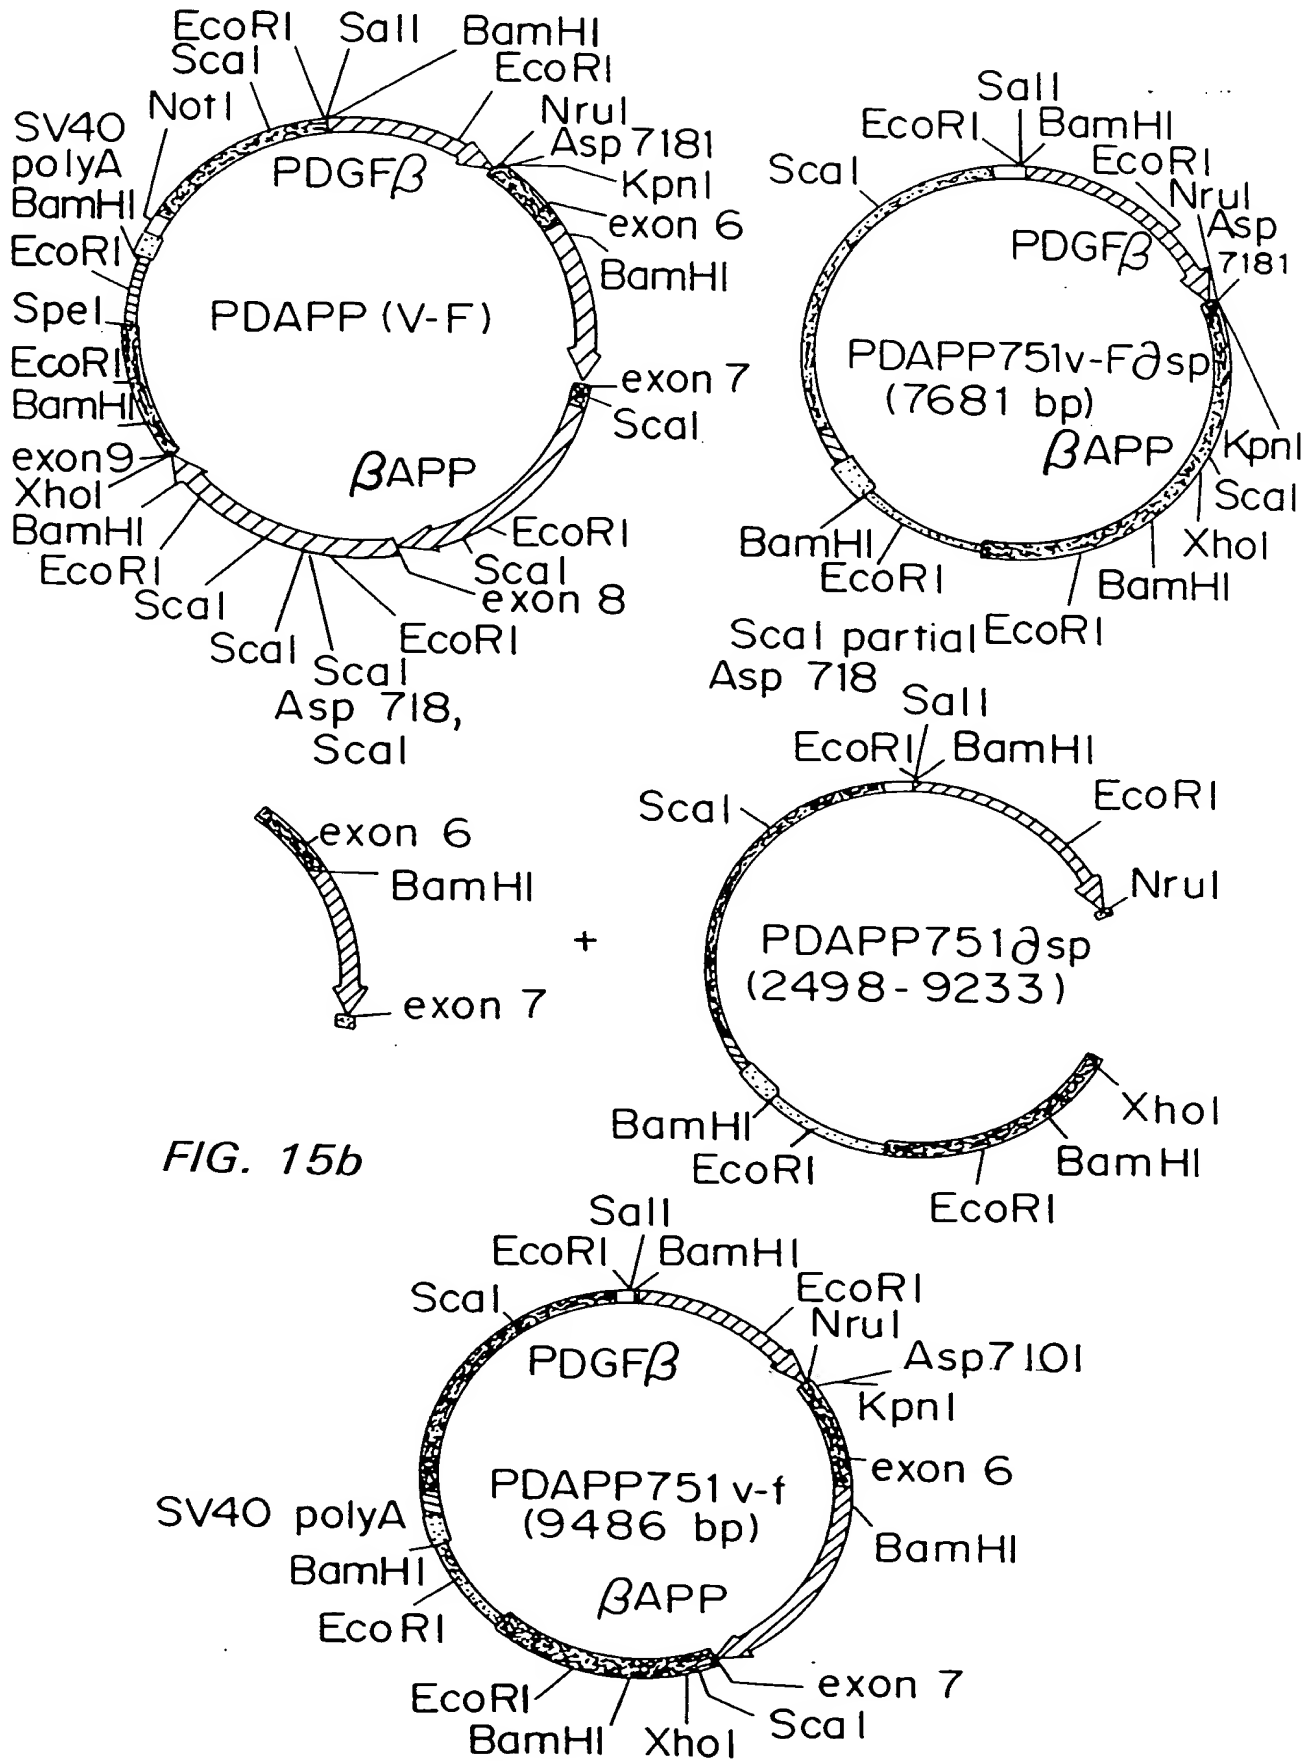 EcoRI
SalI
BamHI
ScaI
EcoRI
NotI
NruI
SV40
polyA
Asp 7181
PDGFβ
KpnI
BamHI
exon 6
EcoRI
BamHI
SpeI
PDAPP (V-F)
EcoRI
exon 7
BamHI
ScaI
exon 9
βAPP
XhoI
BamHI
EcoRI
EcoRI
ScaI
ScaI
exon 8
ScaI
EcoRI
ScaI
Asp 718,
ScaI
SalI
EcoRI
BamHI
ScaI
EcoRI
NruI
Asp
7181
PDGFβ
PDAPP751v-F∂sp
(7681 bp)
βAPP
KpnI
ScaI
XhoI
BamHI
BamHI
EcoRI
EcoRI
ScaI partial
Asp 718
exon 6
BamHI
exon 7
+
SalI
EcoRI
BamHI
ScaI
EcoRI
NruI
PDAPP751∂sp
(2498-9233)
XhoI
BamHI
BamHI
EcoRI
EcoRI
FIG. 15b
SalI
EcoRI
BamHI
ScaI
EcoRI
NruI
PDGFβ
Asp7101
KpnI
exon 6
PDAPP751v-f
(9486 bp)
SV40 polyA
BamHI
BamHI
βAPP
EcoRI
exon 7
EcoRI
ScaI
BamHI
XhoI